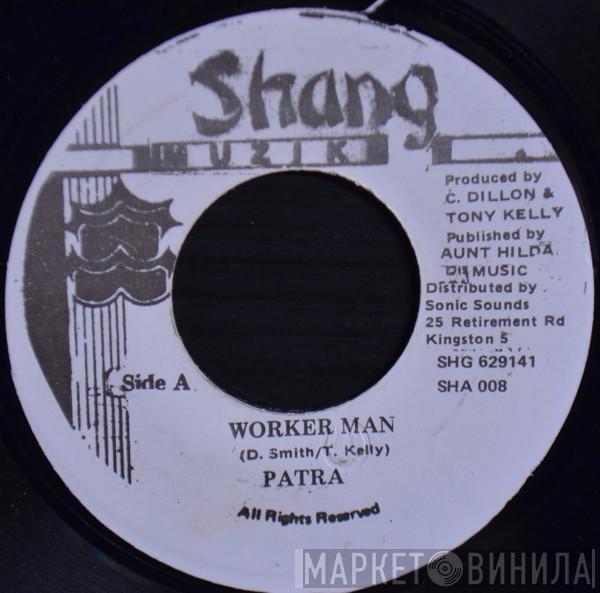 Shang
MUZIK
Produced by
C. DILLON &
TONY KELLY
Published by
AUNT HILDA
MUSIC
Distributed by
Sonic Sounds
25 Retirement Rd
Kingston 5
SHG 629141
SHA 008
Side A
WORKER MAN
(D. Smith/T. Kelly)
PATRA
All Rights Reserved
МАРКЕТ ВИНИЛА